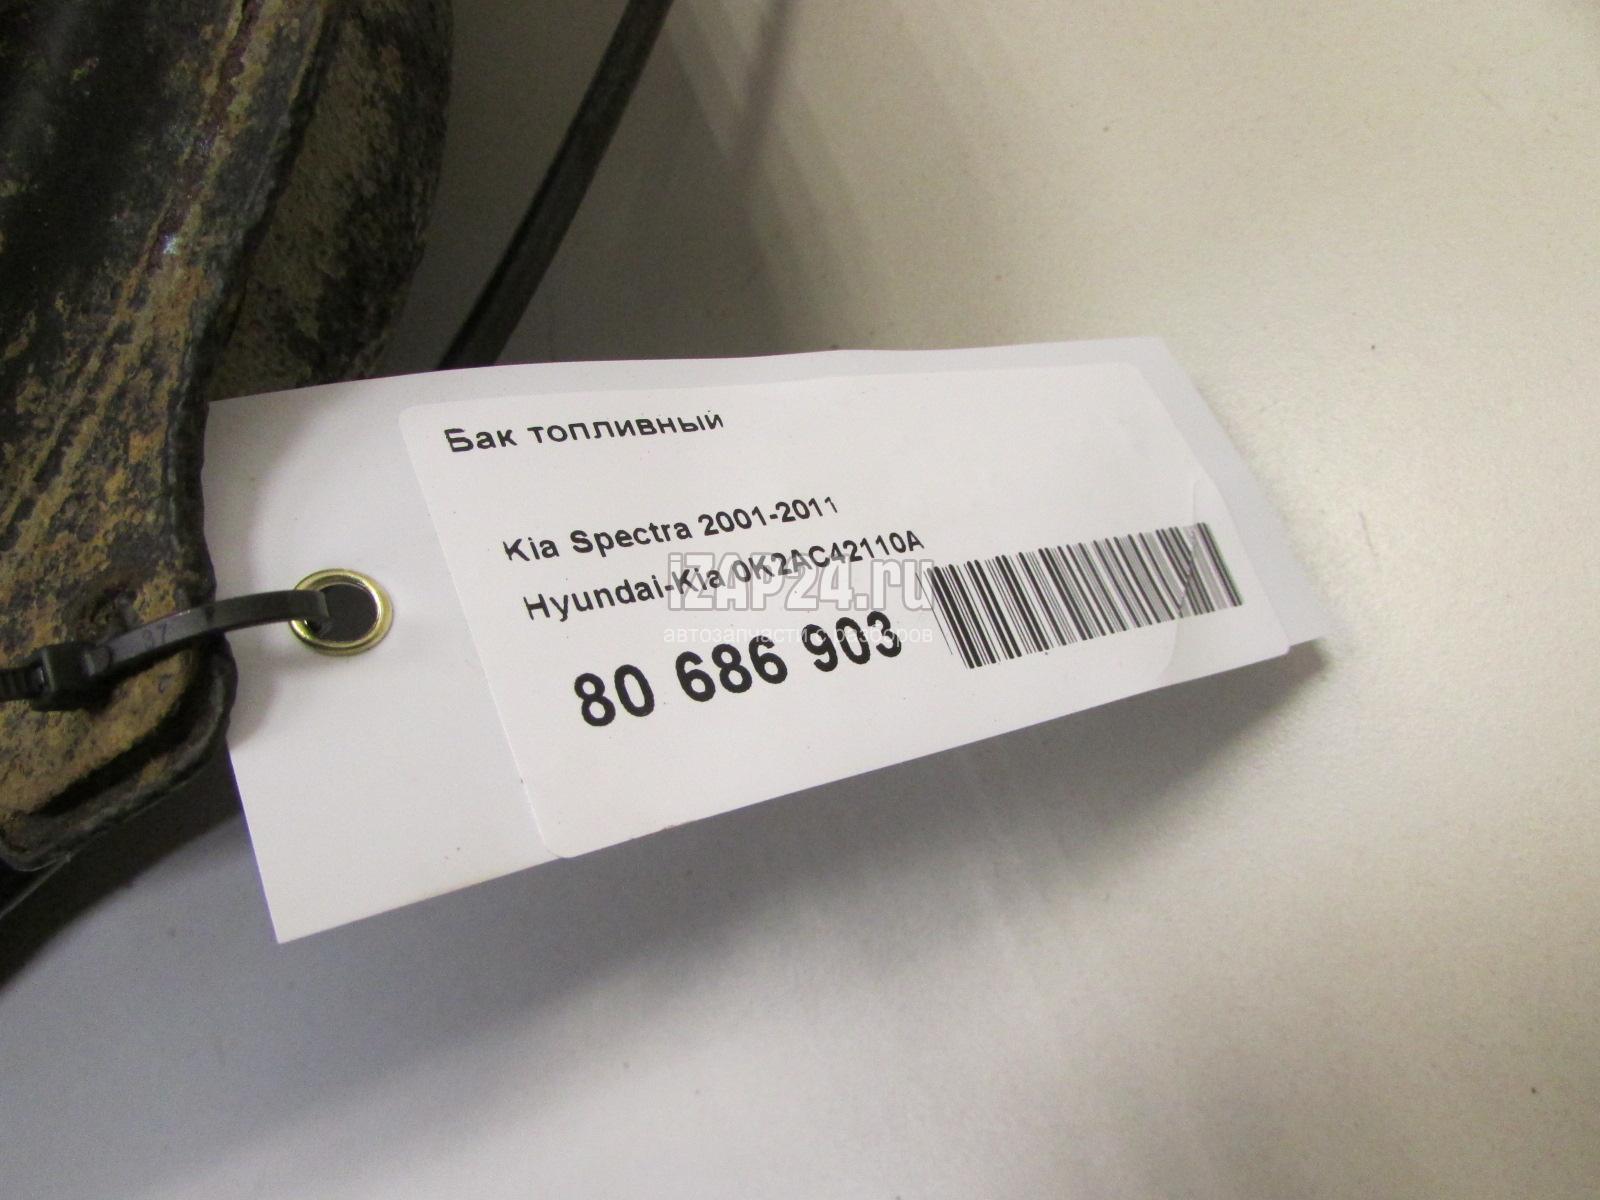 Бак топливный
Kia Spectra 2001-2011
Hyundai-Kia 0K2AC42110A
iZAP24.ru
автозапчасти с разборов
80 686 903